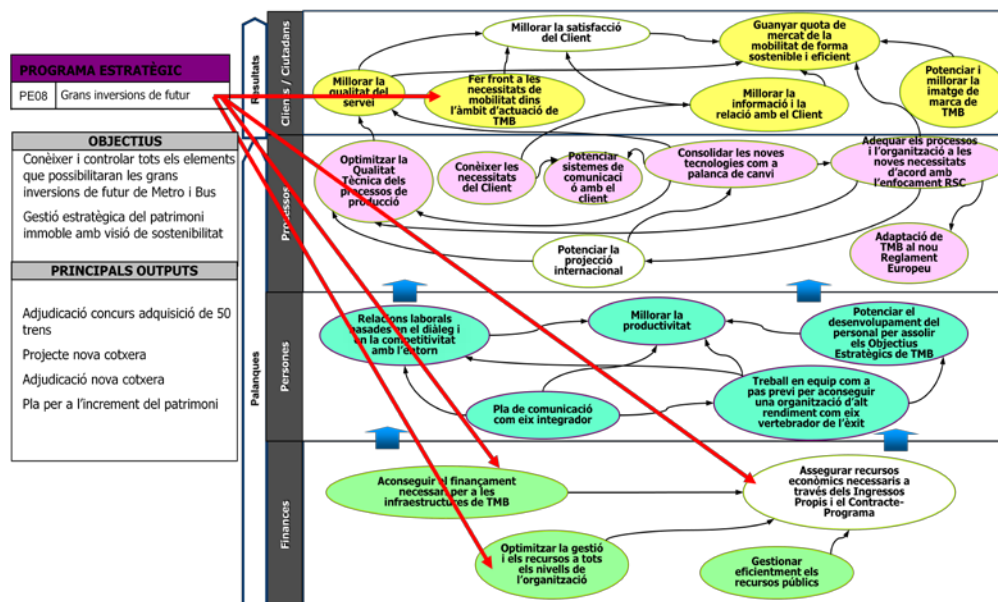 PROGRAMA ESTRATÈGIC
PE08
Grans inversions de futur
OBJECTIUS
Conèixer i controlar tots els elements
que possibilitaran les grans
inversions de futur de Metro i Bus
Gestió estratègica del patrimoni
immoble amb visió de sostenibilitat
PRINCIPALS OUTPUTS
Adjudicació concurs adquisició de 50
trens
Projecte nova cotxera
Adjudicació nova cotxera
Pla per a l'increment del patrimoni
Resultats
Palanques
Clients / Ciutadans
Millorar la satisfacció
del Client
Guanyar quota de
mercat de la
mobilitat de forma
sostenible i eficient
Millorar la
qualitat del
servei
Fer front a les
necessitats de
mobilitat dins
l'àmbit d'actuació de
TMB
Millorar la
informació i la
relació amb el Client
Potenciar i
millorar la
imatge de
marca de
TMB
Processos
Optimitzar la
Qualitat
Tècnica dels
processos de
producció
Conèixer les
necessitats
del Client
Potenciar
sistemes de
comunicaci
ó amb el
client
Consolidar les noves
tecnologies com a
palanca de canvi
Adequar els processos
i l'organització a les
noves necessitats
d'acord amb
l'enfocament RSC
Potenciar la
projecció
internacional
Adaptació de
TMB al nou
Reglament
Europeu
Persones
Relacions laborals
basades en el diàleg i
en la competitivitat
amb l'entorn
Millorar la
productivitat
Potenciar el
desenvolupament del
personal per assolir
els Objectius
Estratègics de TMB
Pla de comunicació
com eix integrador
Treball en equip com a
pas previ per aconseguir
una organització d'alt
rendiment com eix
vertebrador de l'èxit
Finances
Aconseguir el finançament
necessari per a les
infraestructures de TMB
Assegurar recursos
econòmics necessaris a
través dels Ingressos
Propis i el Contracte-
Programa
Optimitzar la gestió
i els recursos a tots
els nivells de
l'organització
Gestionar
eficientment els
recursos públics